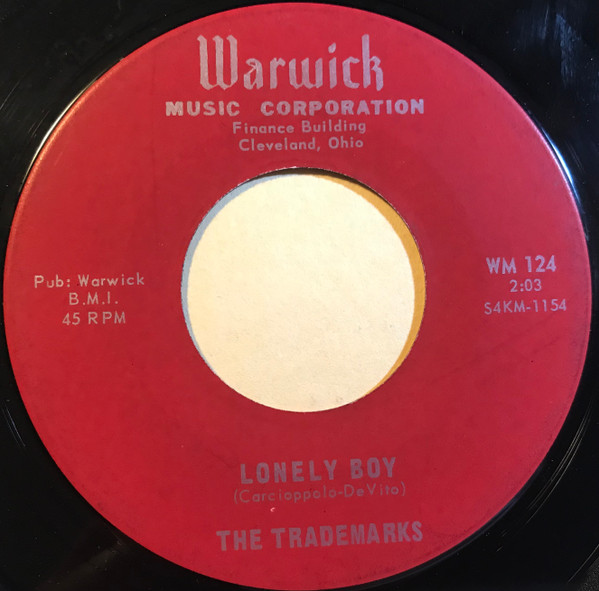 Warwick
MUSIC CORPORATION
Finance Building
Cleveland, Ohio
Pub: Warwick
B.M.I.
45 RPM
WM 124
2:03
S4KM-1154
LONELY BOY
(Carcioppolo-DeVito)
THE TRADEMARKS